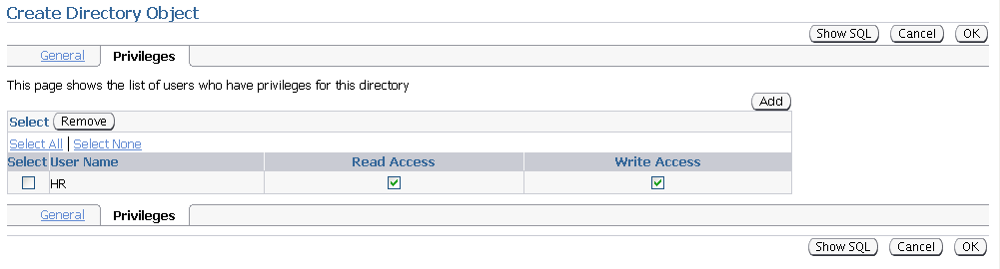 Create Directory Object
Show SQL Cancel OK
General Privileges
This page shows the list of users who have privileges for this directory
Add
Select Remove
Select All | Select None
Select User Name Read Access Write Access
HR
General Privileges
Show SQL Cancel OK